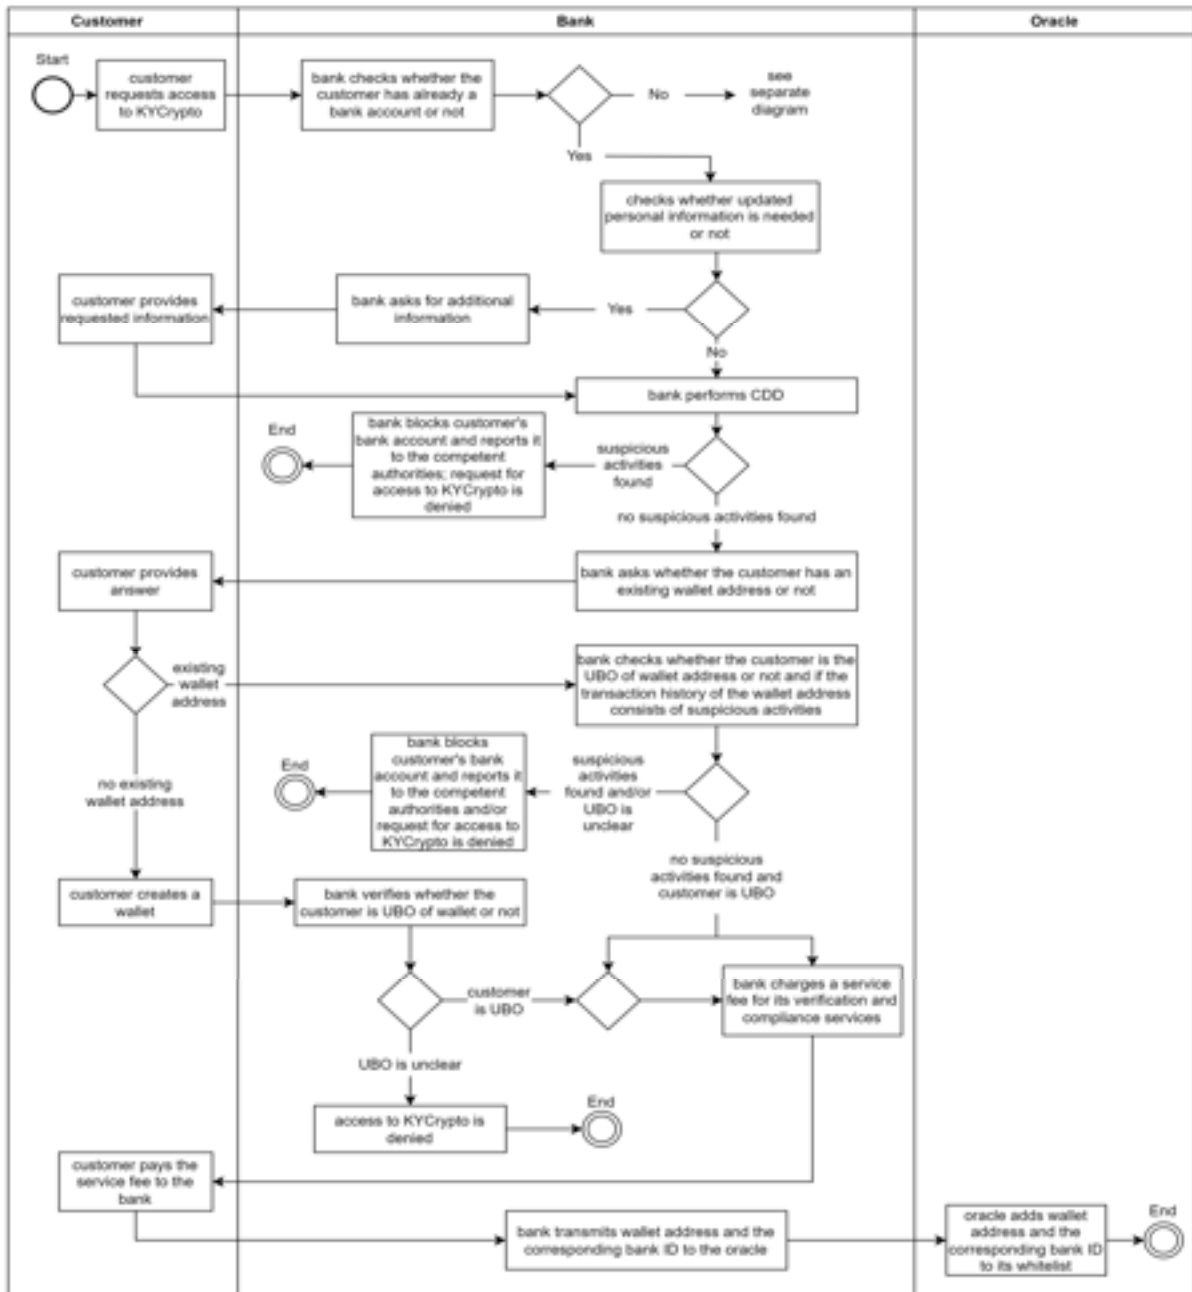 Customer
Bank
Oracle
Start
customer
requests access
to KYCrypto
bank checks whether the
customer has already a
bank account or not
No
see
separate
diagram
Yes
checks whether updated
personal information is needed
or not
customer provides
requested information
bank asks for additional
information
Yes
No
bank performs CDD
End
bank blocks customer's
bank account and reports it
to the competent
authorities; request for
access to KYCrypto is
denied
suspicious
activities
found
no suspicious activities found
customer provides
answer
bank asks whether the customer has an
existing wallet address or not
existing
wallet
address
bank checks whether the customer is the
UBO of wallet address or not and if the
transaction history of the wallet address
consists of suspicious activities
no existing
wallet address
End
bank blocks
customer's bank
account and reports it
to the competent
authorities and/or
request for access to
KYCrypto is denied
suspicious
activities
found and/or
UBO is
unclear
no suspicious
activities found and
customer is UBO
customer creates a
wallet
bank verifies whether the
customer is UBO of wallet or not
customer
is UBO
bank charges a service
fee for its verification and
compliance services
UBO is unclear
access to KYCrypto is
denied
End
customer pays the
service fee to the
bank
bank transmits wallet address and the
corresponding bank ID to the oracle
oracle adds wallet
address and the
corresponding bank ID
to its whitelist
End